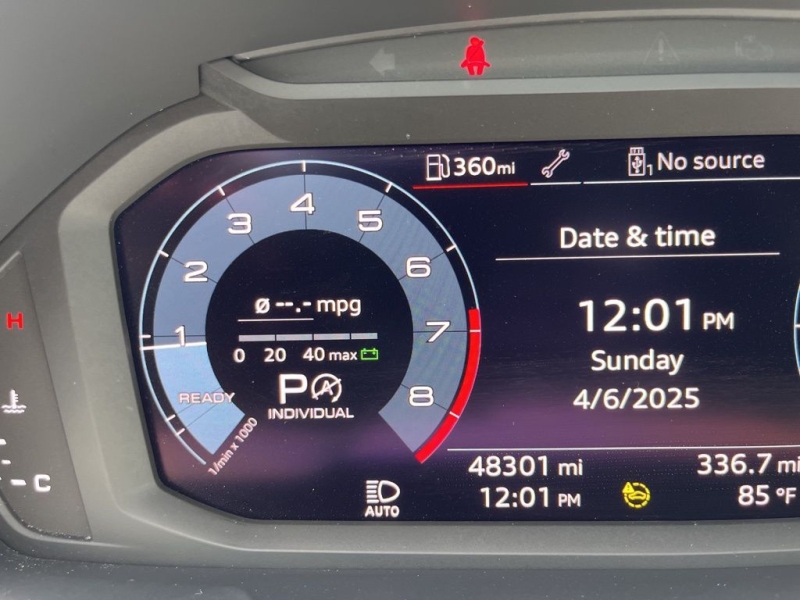 360mi
1 No source
Date & time
12:01 PM
Sunday
4/6/2025
1
2
3
4
5
6
7
8
Ø --.- mpg
0 20 40 max
P A
INDIVIDUAL
READY
1/min x 1000
H
C
48301 mi
336.7 mi
AUTO
12:01 PM
85 °F